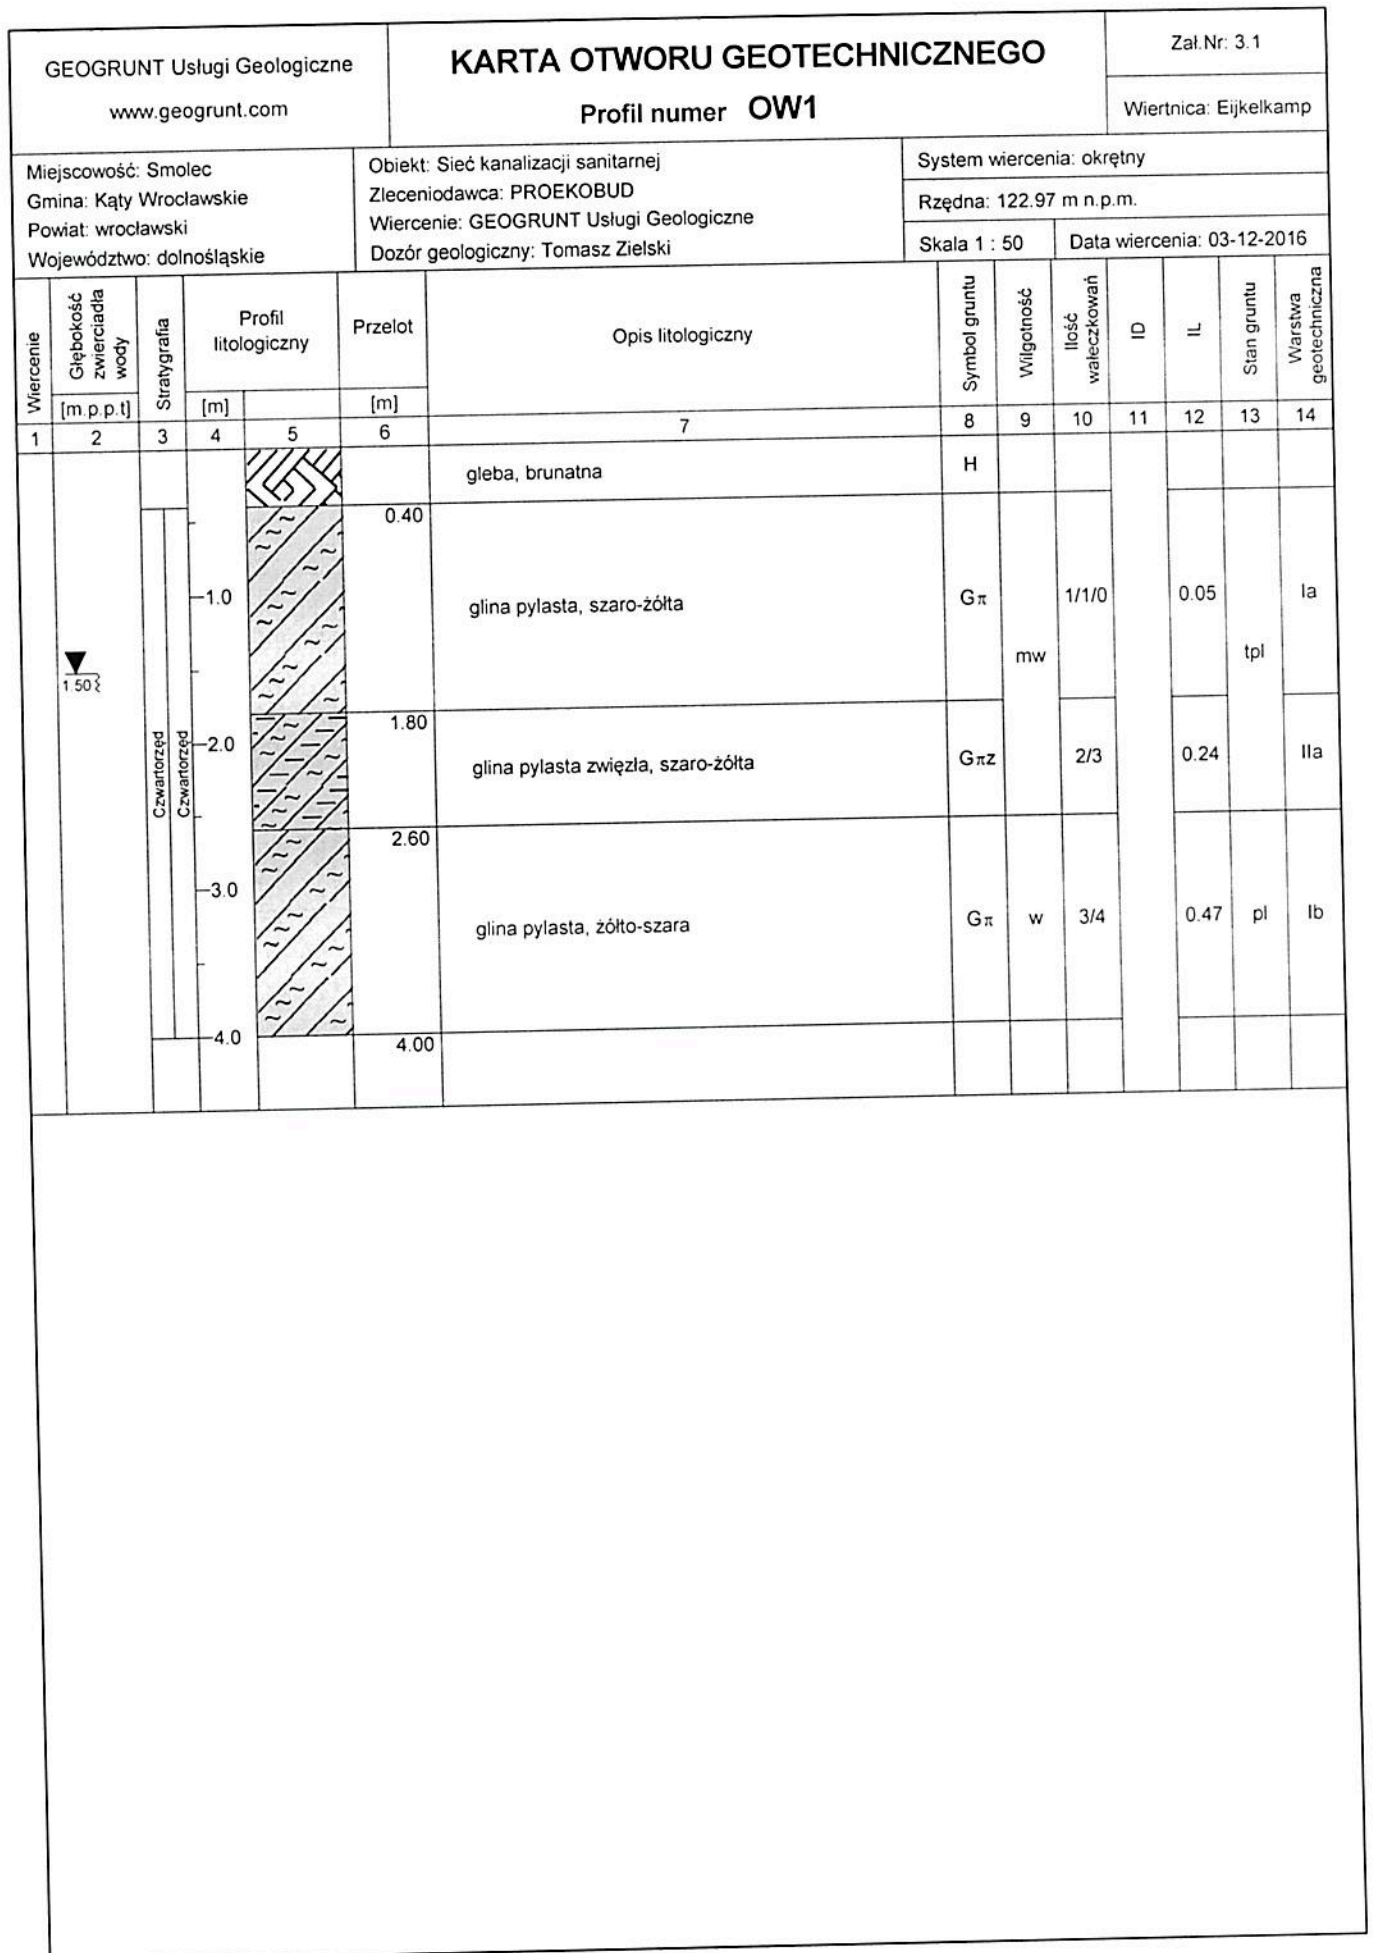 GEOGRUNT Usługi Geologiczne
www.geogrunt.com
KARTA OTWORU GEOTECHNICZNEGO
Profil numer OW1
Zał.Nr: 3.1
Wiertnica: Eijkelkamp
Miejscowość: Smolec
Gmina: Kąty Wrocławskie
Powiat: wrocławski
Województwo: dolnośląskie
Obiekt: Sieć kanalizacji sanitarnej
Zleceniodawca: PROEKOBUD
Wiercenie: GEOGRUNT Usługi Geologiczne
Dozór geologiczny: Tomasz Zielski
System wiercenia: okrętny
Rzędna: 122.97 m n.p.m.
Skala 1 : 50
Data wiercenia: 03-12-2016
Wiercenie
Głębokość
zwierciadła
wody
[m.p.p.t]
Stratygrafia
Profil
litologiczny
[m]
Przelot
[m]
Opis litologiczny
Symbol gruntu
Wilgotność
Ilość
wałeczkowań
ID
IL
Stan gruntu
Warstwa
geotechniczna
1 2 3 4 5 6 7 8 9 10 11 12 13 14
gleba, brunatna H
0.40
1.0
glina pylasta, szaro-żółta Gπ 1/1/0 0.05 Ia
mw tpl
1.50
1.80
Czwartorzęd
Czwartorzęd
2.0
glina pylasta zwięzła, szaro-żółta Gπz 2/3 0.24 IIa
2.60
3.0
glina pylasta, żółto-szara Gπ w 3/4 0.47 pl Ib
4.0
4.00